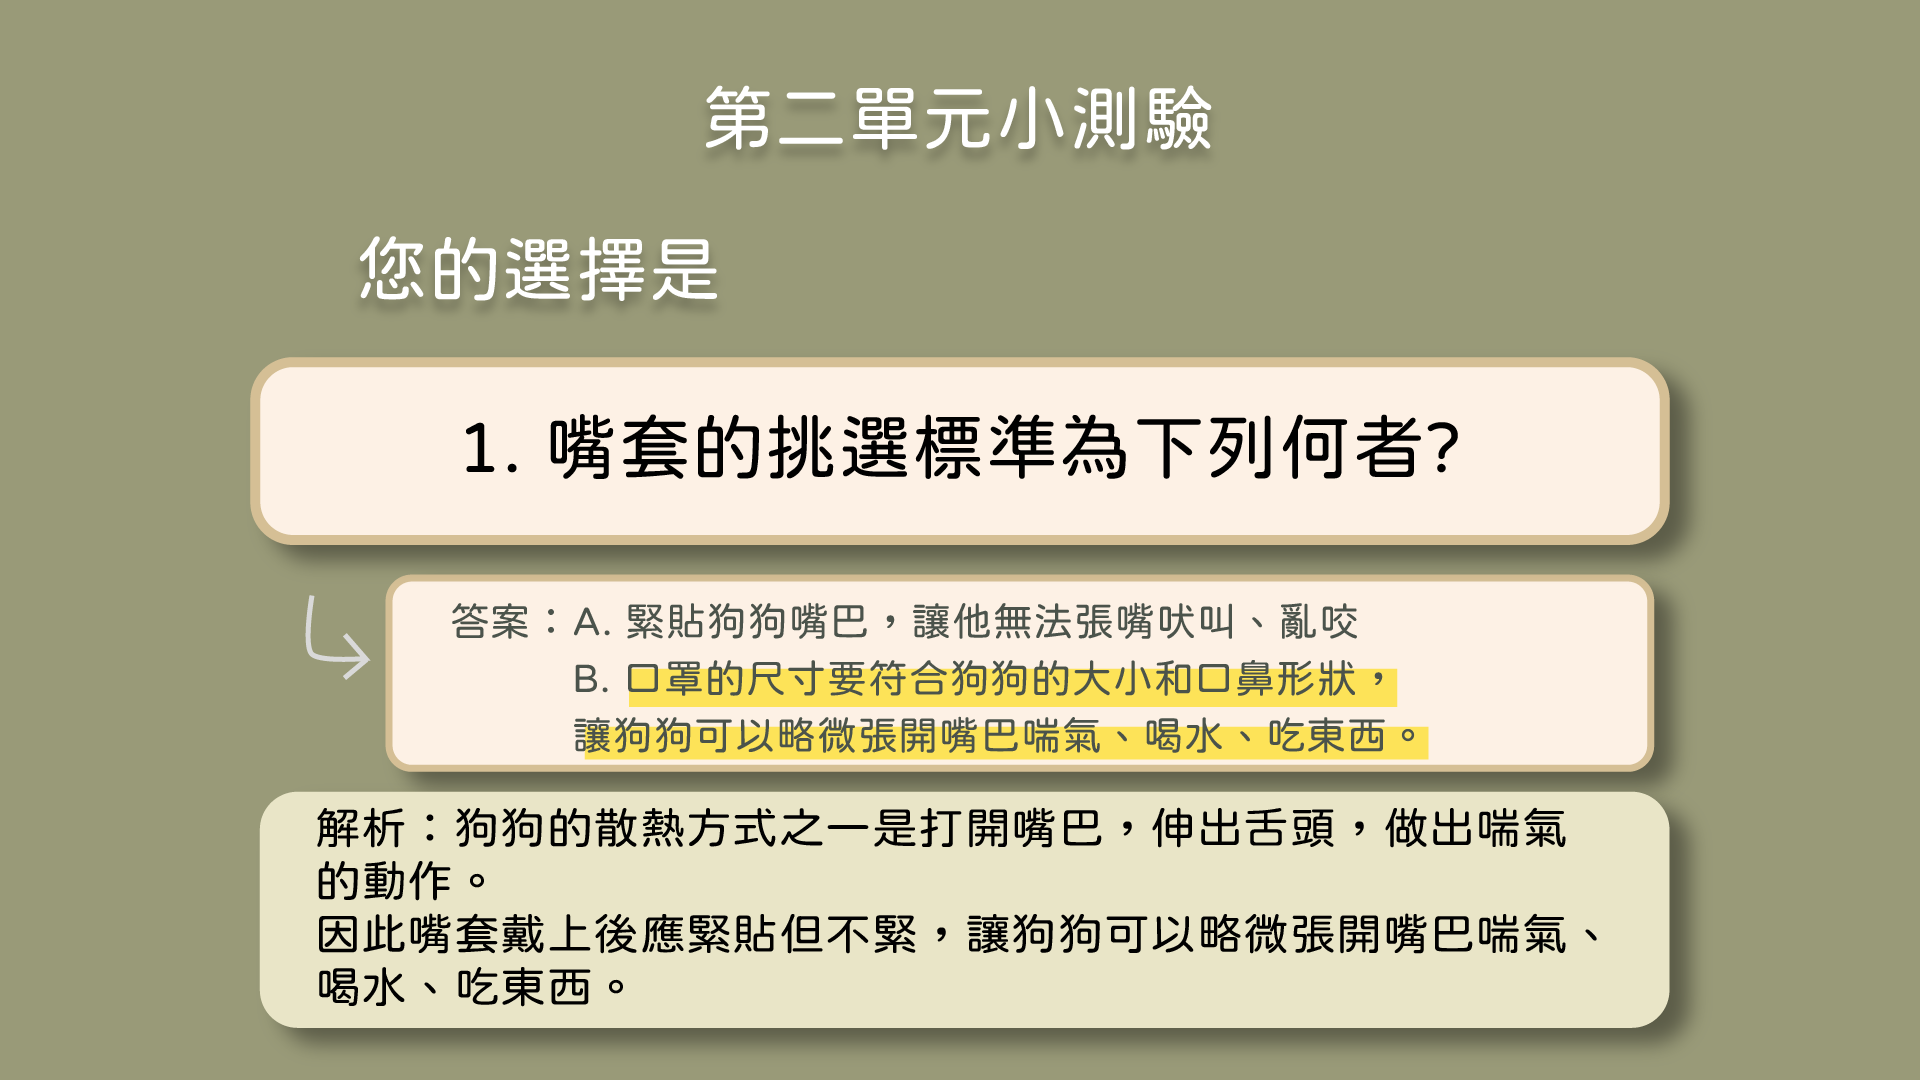 第二單元小測驗
您的選擇是
1. 嘴套的挑選標準為下列何者?
答案：A. 緊貼狗狗嘴巴，讓他無法張嘴吠叫、亂咬
B. 口罩的尺寸要符合狗狗的大小和口鼻形狀，
讓狗狗可以略微張開嘴巴喘氣、喝水、吃東西。
解析：狗狗的散熱方式之一是打開嘴巴，伸出舌頭，做出喘氣
的動作。
因此嘴套戴上後應緊貼但不緊，讓狗狗可以略微張開嘴巴喘氣、
喝水、吃東西。